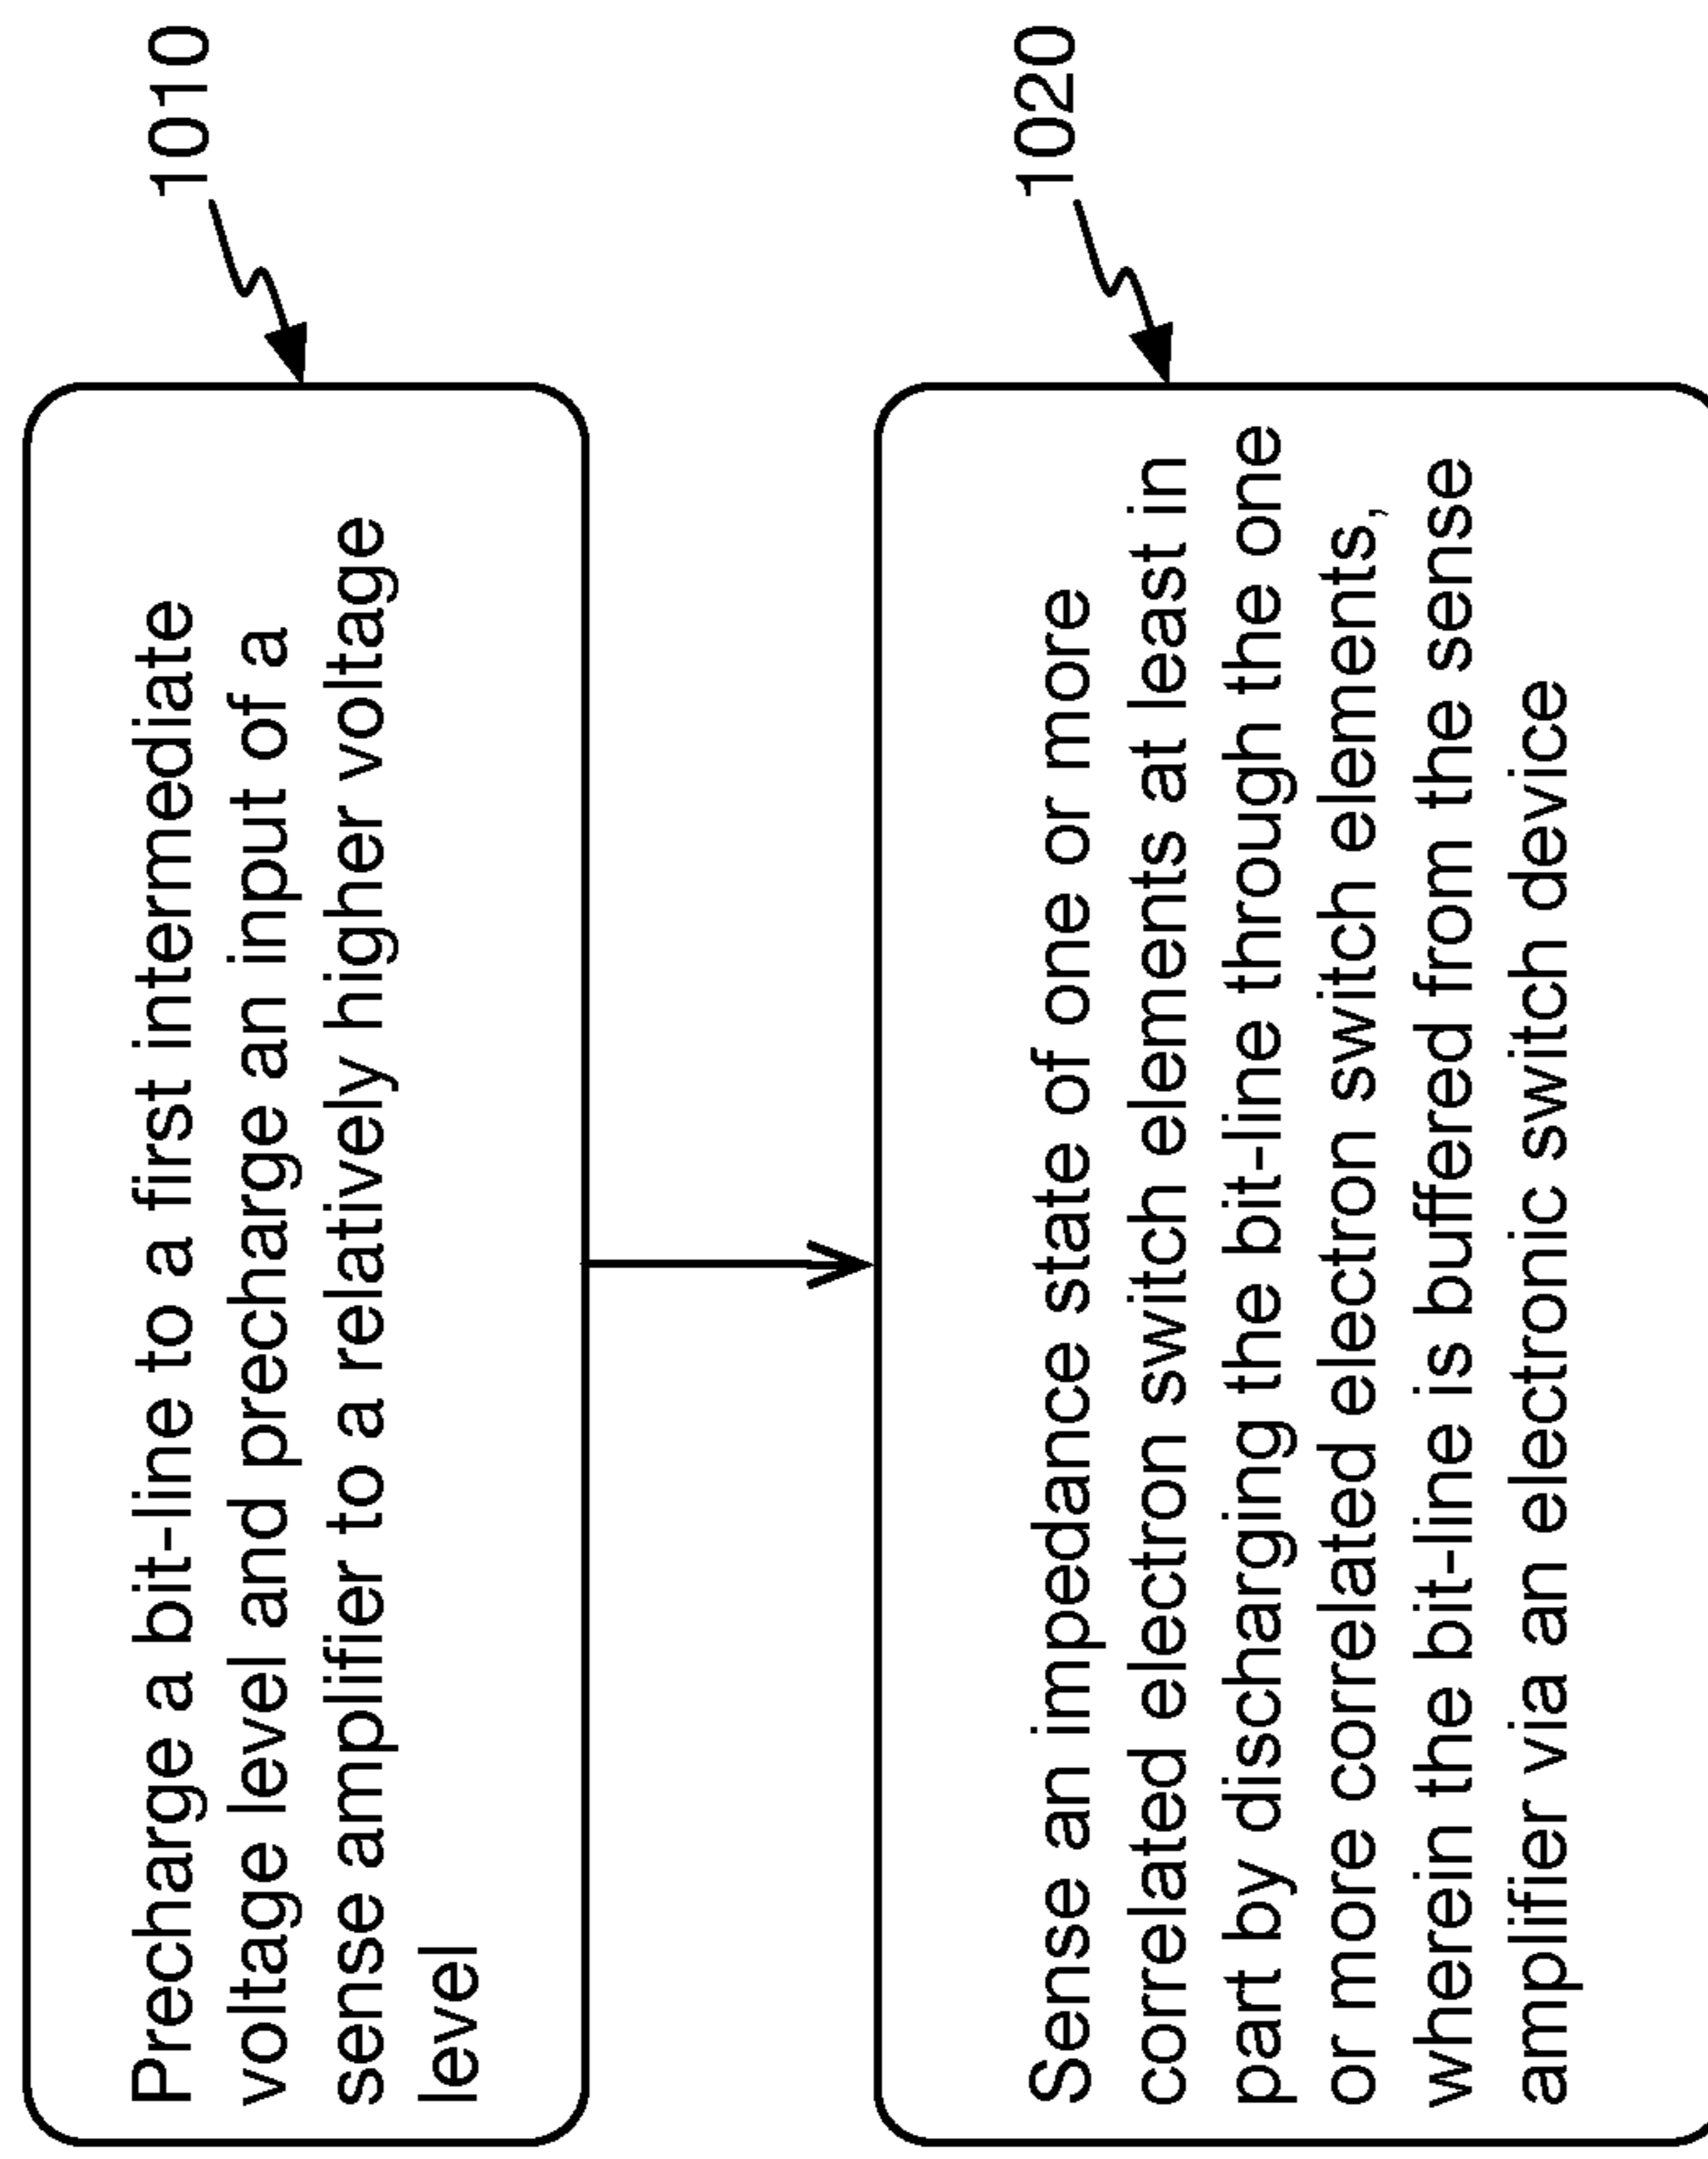 Precharge a bit-line to a first intermediate
voltage level and precharge an input of a
sense amplifier to a relatively higher voltage
level
1010
Sense an impedance state of one or more
correlated electron switch elements at least in
part by discharging the bit-line through the one
or more correlated electron switch elements,
wherein the bit-line is buffered from the sense
amplifier via an electronic switch device
1020